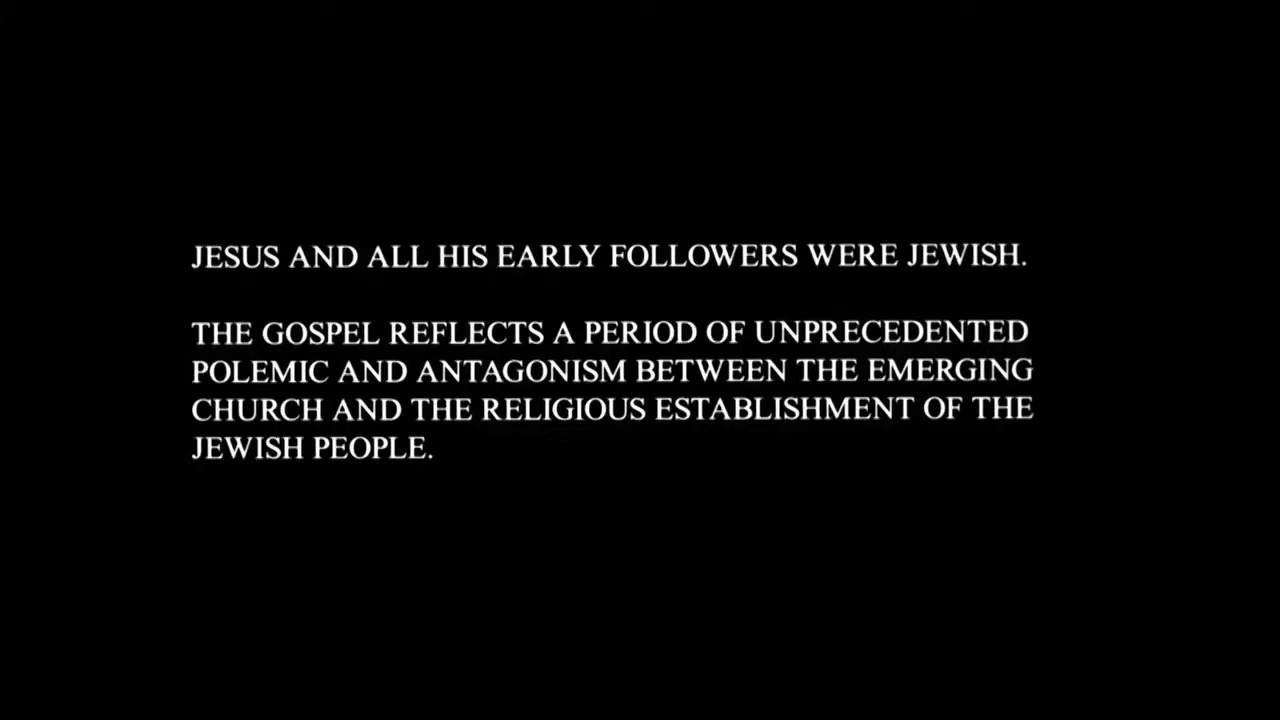 JESUS AND ALL HIS EARLY FOLLOWERS WERE JEWISH.
THE GOSPEL REFLECTS A PERIOD OF UNPRECEDENTED
POLEMIC AND ANTAGONISM BETWEEN THE EMERGING
CHURCH AND THE RELIGIOUS ESTABLISHMENT OF THE
JEWISH PEOPLE.